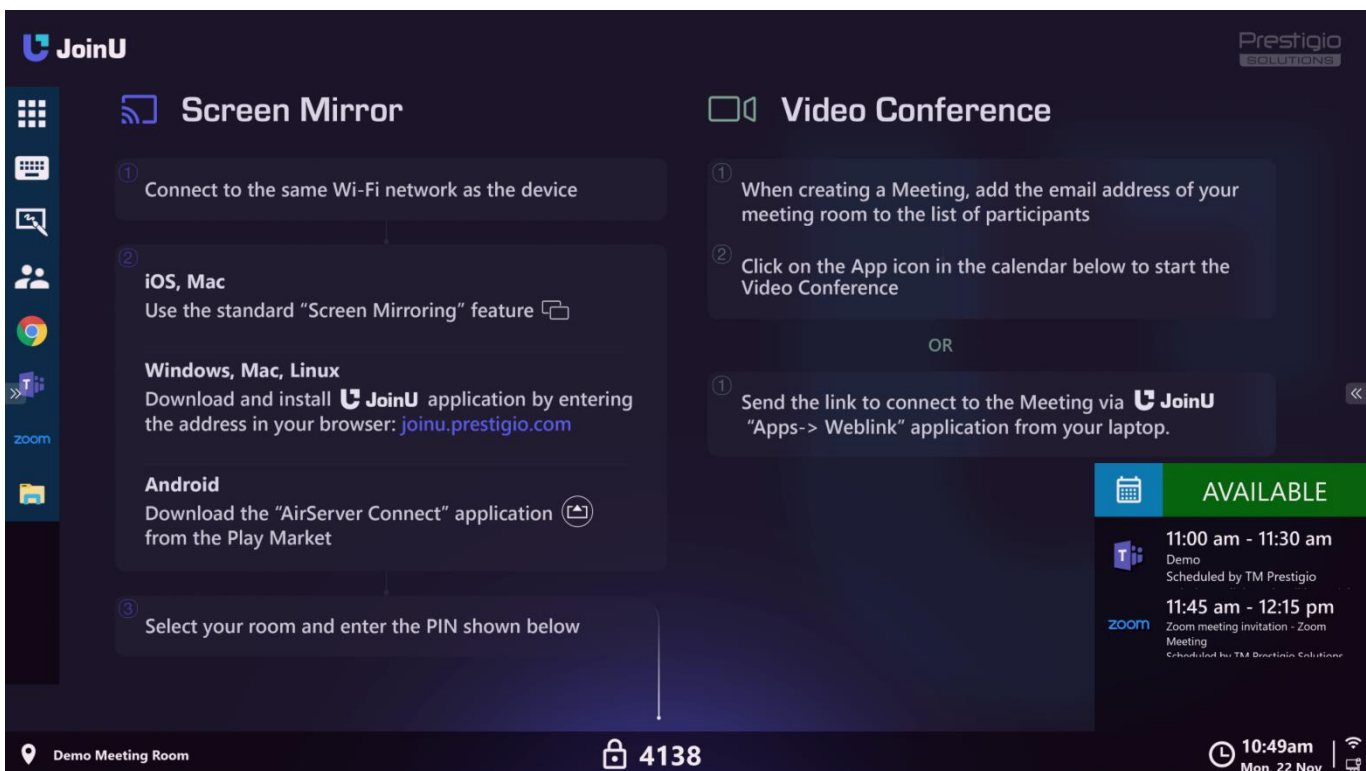 JoinU
Prestigio
SOLUTIONS
Screen Mirror
1
Connect to the same Wi-Fi network as the device
2
iOS, Mac
Use the standard “Screen Mirroring” feature
Windows, Mac, Linux
Download and install JoinU application by entering
the address in your browser: joinu.prestigio.com
Android
Download the “AirServer Connect” application
from the Play Market
3
Select your room and enter the PIN shown below
Video Conference
1
When creating a Meeting, add the email address of your
meeting room to the list of participants
2
Click on the App icon in the calendar below to start the
Video Conference
OR
1
Send the link to connect to the Meeting via JoinU
“Apps-> Weblink” application from your laptop.
T
zoom
AVAILABLE
T
11:00 am - 11:30 am
Demo
Scheduled by TM Prestigio
zoom
11:45 am - 12:15 pm
Zoom meeting invitation - Zoom
Meeting
Scheduled by TM Prestigio Solutions
Demo Meeting Room
4138
10:49am
Mon, 22 Nov